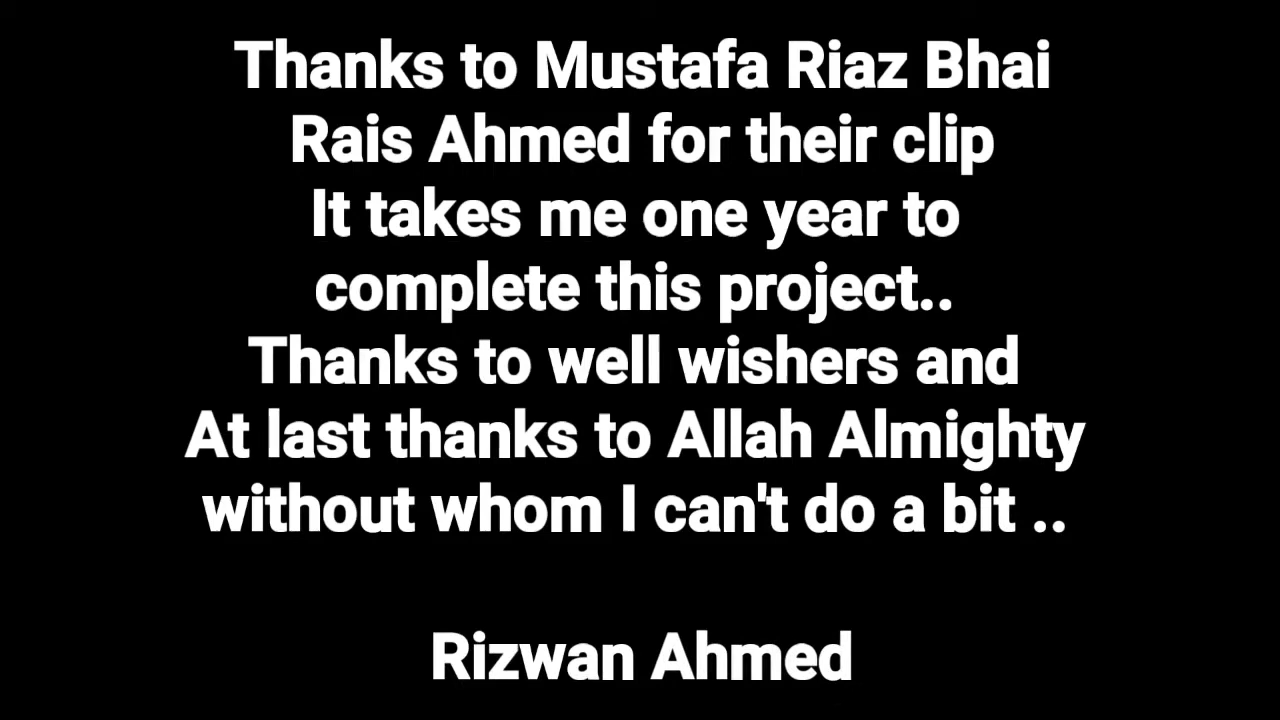 Thanks to Mustafa Riaz Bhai
Rais Ahmed for their clip
It takes me one year to
complete this project..
Thanks to well wishers and
At last thanks to Allah Almighty
without whom I can't do a bit ..
Rizwan Ahmed